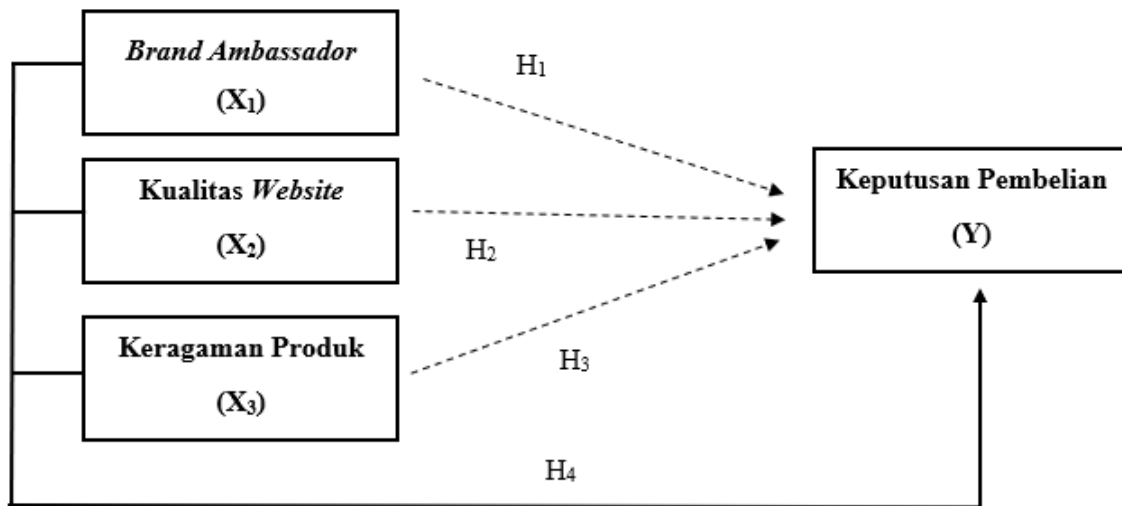 Brand Ambassador
(X₁)
H₁
Kualitas Website
(X₂)
H₂
Keputusan Pembelian
(Y)
Keragaman Produk
(X₃)
H₃
H₄